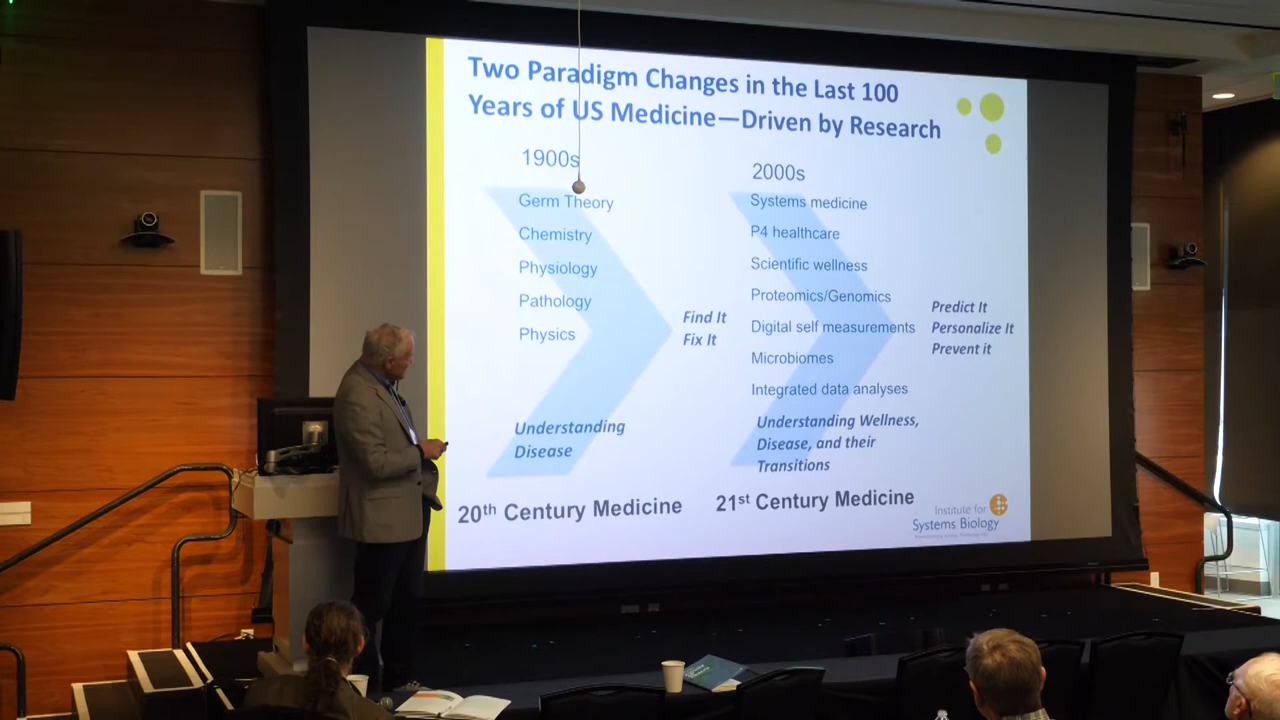 Two Paradigm Changes in the Last 100
Years of US Medicine—Driven by Research
1900s
Germ Theory
Chemistry
Physiology
Pathology
Physics
Find It
Fix It
Understanding
Disease
20th Century Medicine
2000s
Systems medicine
P4 healthcare
Scientific wellness
Proteomics/Genomics
Digital self measurements
Microbiomes
Integrated data analyses
Predict It
Personalize It
Prevent it
Understanding Wellness,
Disease, and their
Transitions
21st Century Medicine
Institute for
Systems Biology